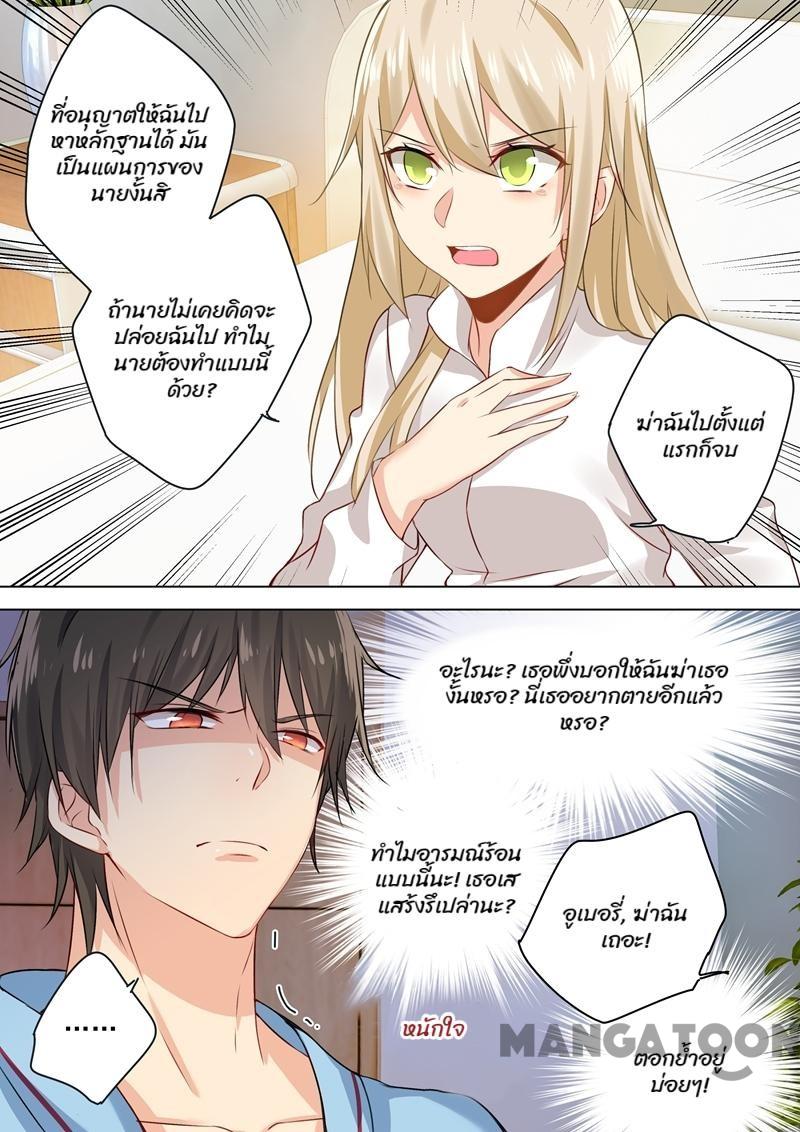 ที่อนุญาตให้ฉันไป
หาหลักฐานได้ มัน
เป็นแผนการของ
นายงั้นสิ
ถ้านายไม่เคยคิดจะ
ปล่อยฉันไป ทำไม
นายต้องทำแบบนี้
ด้วย?
ฆ่าฉันไปตั้งแต่
แรกก็จบ
อะไรนะ? เธอพึ่งบอกให้ฉันฆ่าเธอ
งั้นหรอ? นี่เธออยากตายอีกแล้ว
หรอ?
ทำไมอารมณ์ร้อน
แบบนี้นะ! เธอเส
แสร้งรึเปล่านะ?
อูเบอรี่, ฆ่าฉัน
เถอะ!
......
หนักใจ
MANGATOON
ตอกย้ำอยู่
บ่อยๆ!